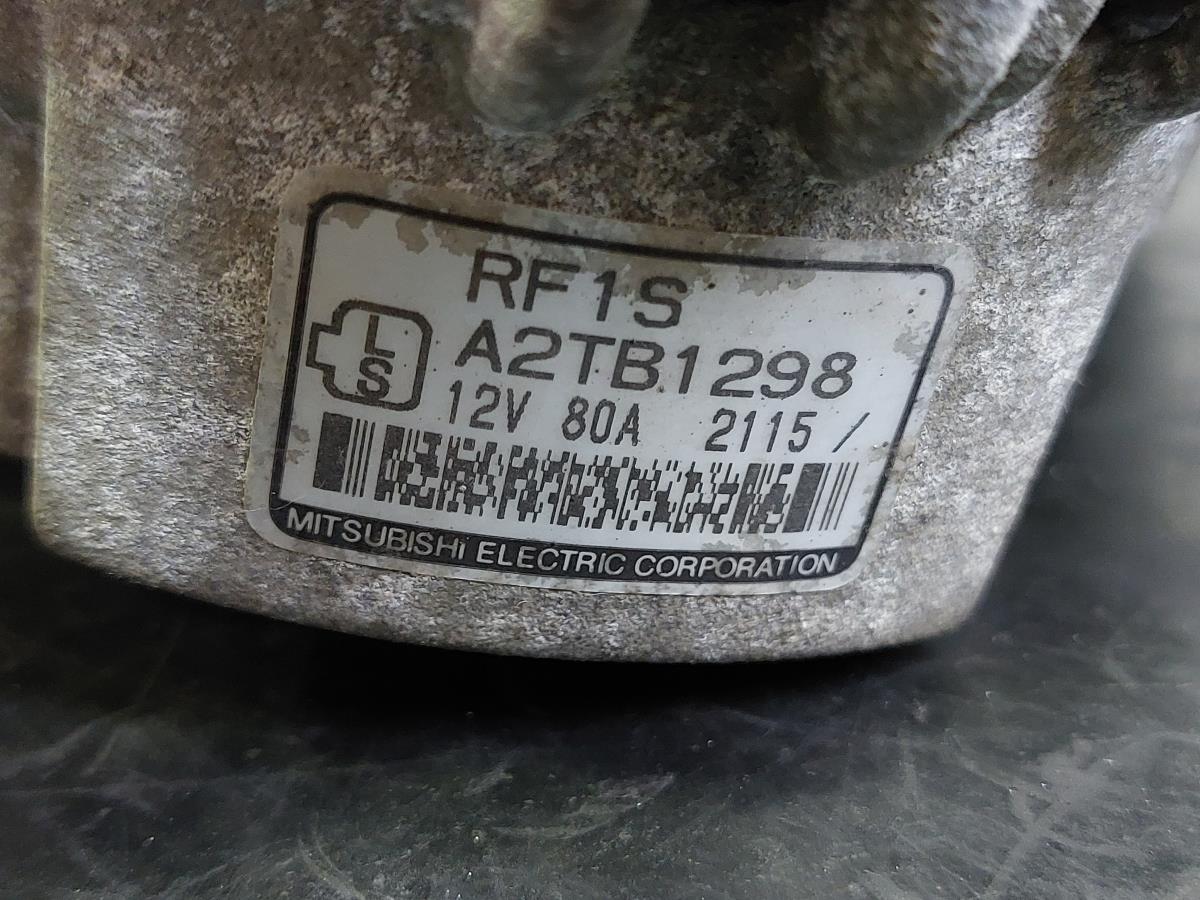 RF1S
L
S
A2TB1298
12V 80A 2115 /
MITSUBISHI ELECTRIC CORPORATION